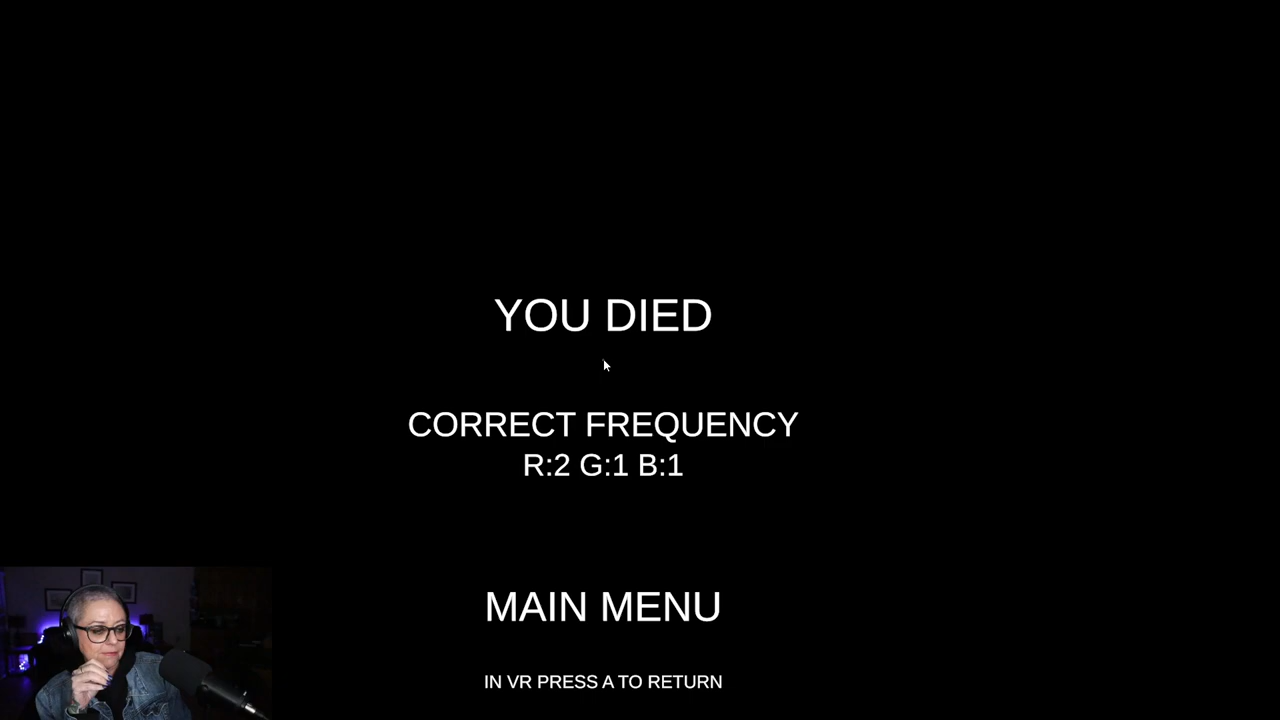 YOU DIED
CORRECT FREQUENCY
R:2 G:1 B:1
MAIN MENU
IN VR PRESS A TO RETURN